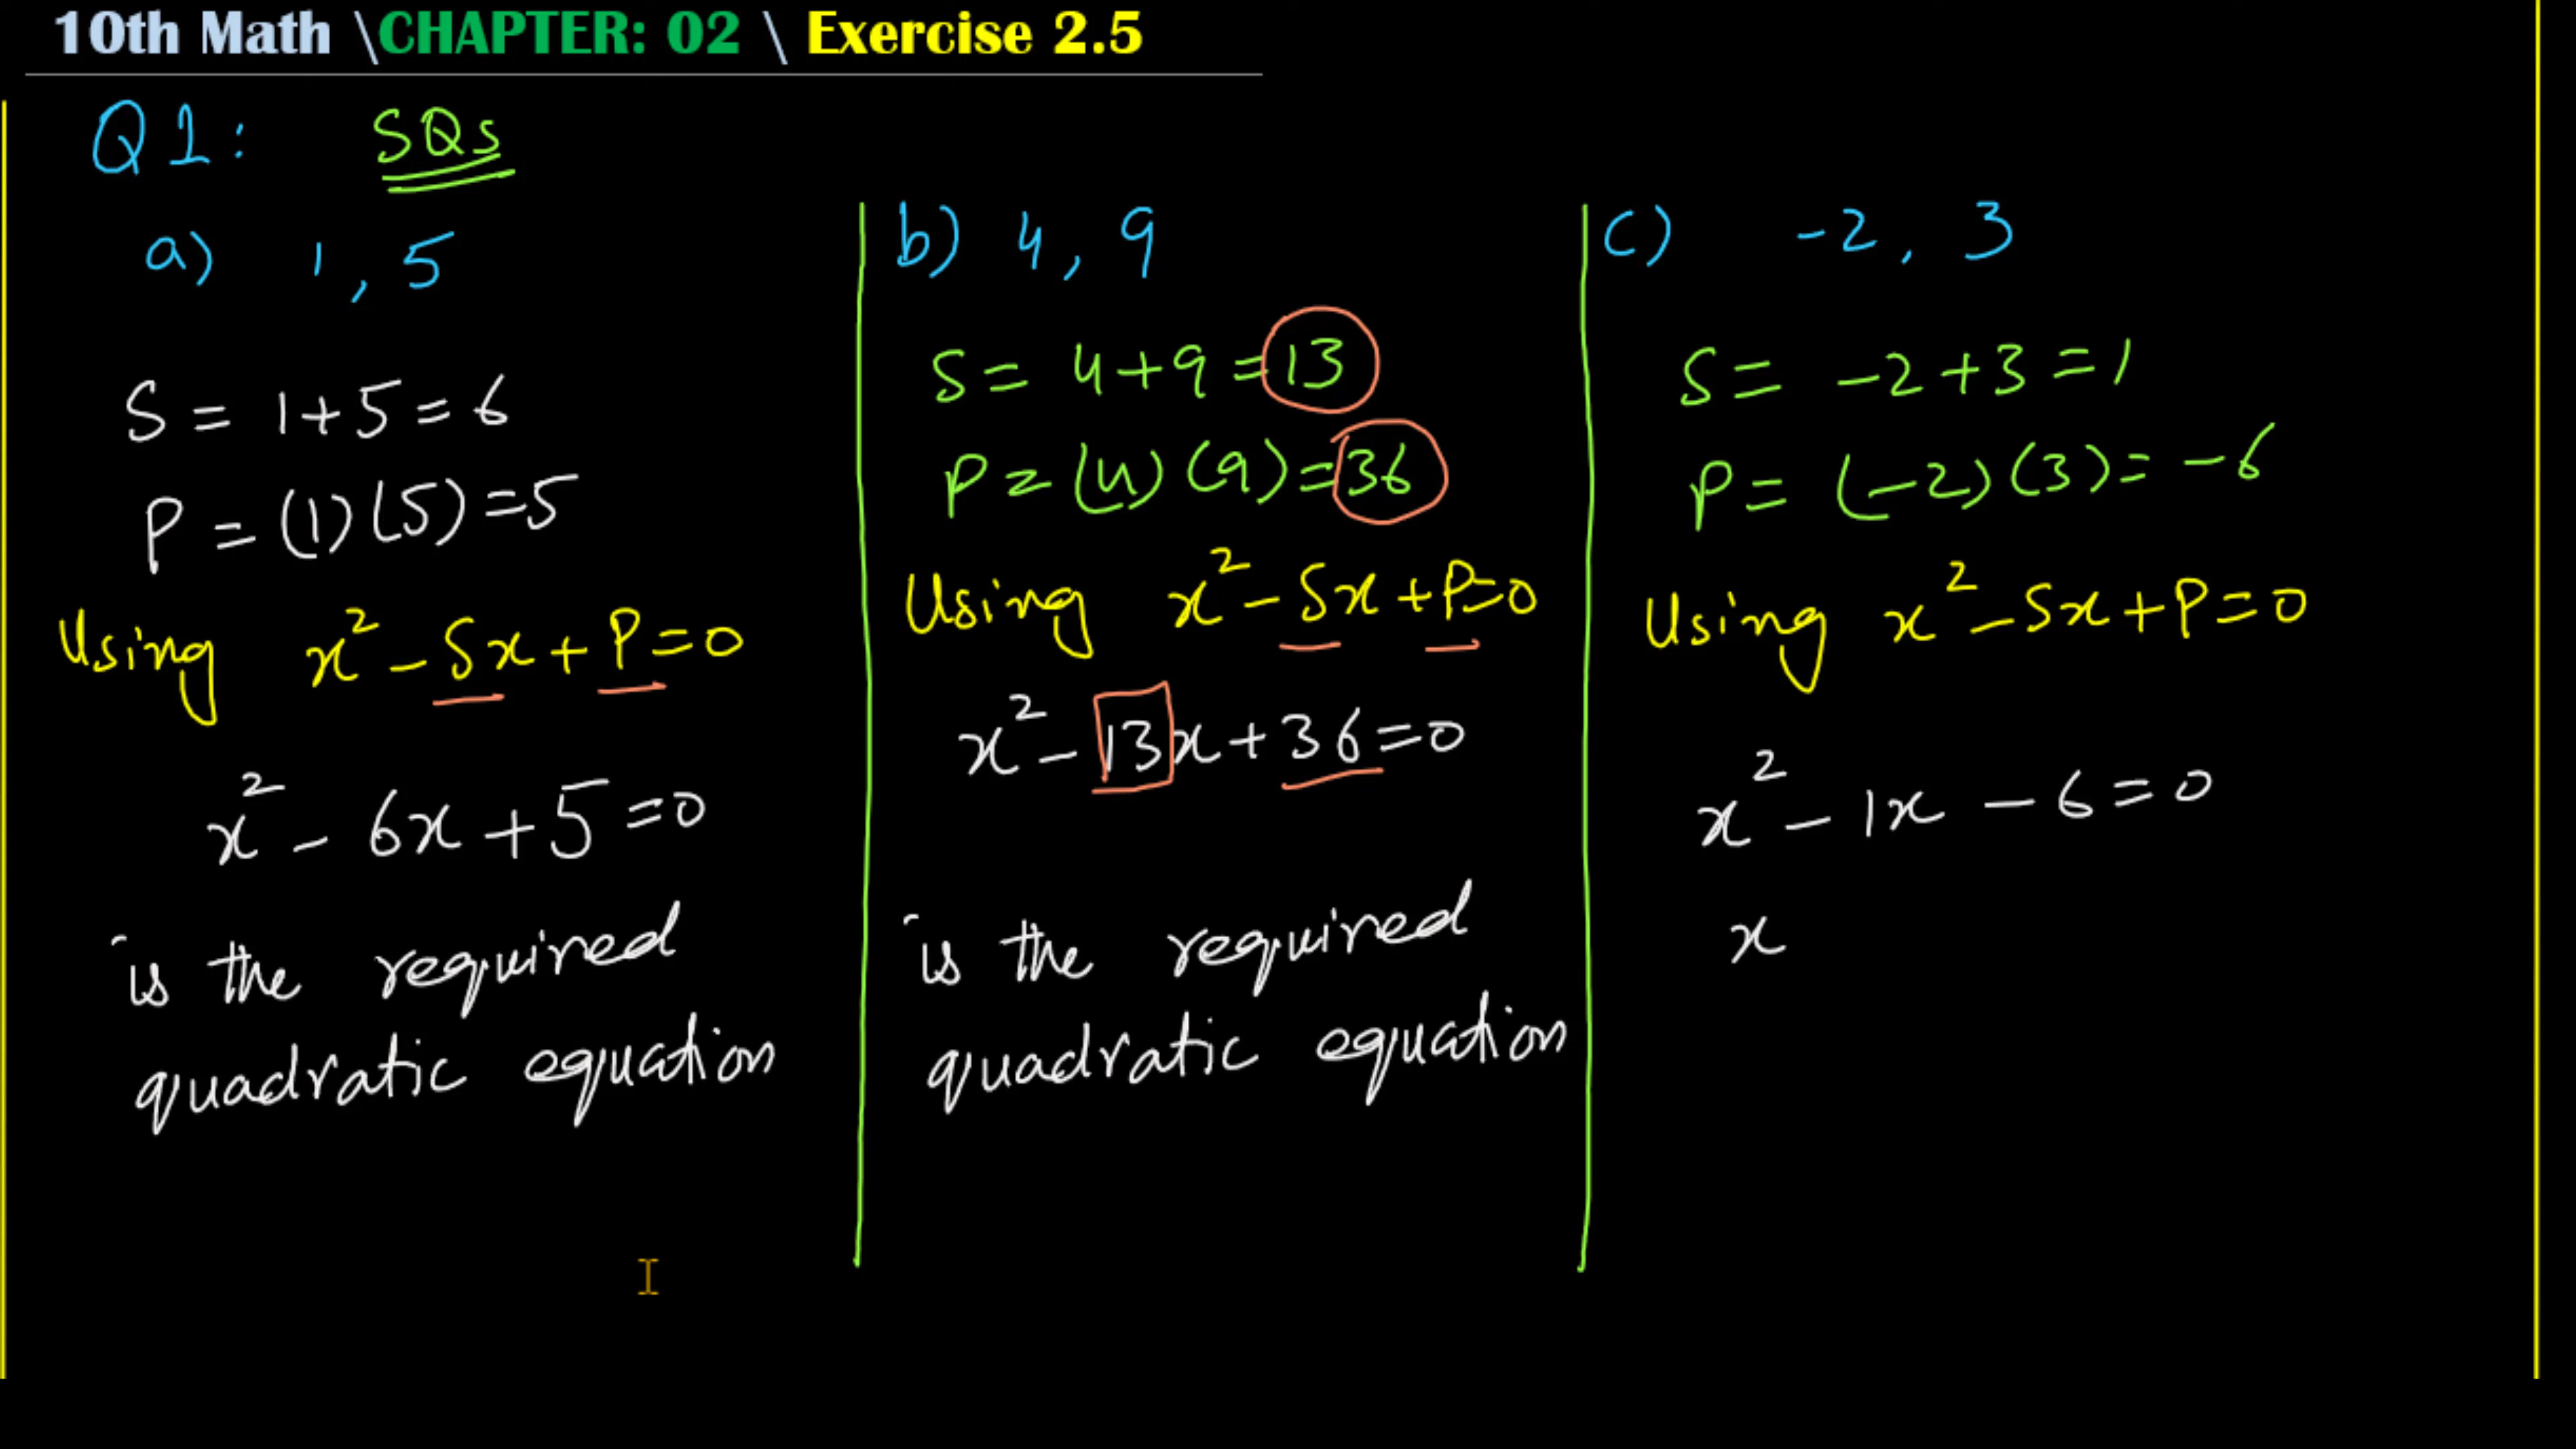 10th Math \CHAPTER: 02 \ Exercise 2.5
Q1: SQs
a) 1, 5
S = 1+5 = 6
P = (1)(5) = 5
Using x² - Sx + P = 0
x² - 6x + 5 = 0
is the required
quadratic equation
b) 4, 9
S = 4+9 = 13
P = (4)(9) = 36
Using x² - Sx + P = 0
x² - 13x + 36 = 0
is the required
quadratic equation
c) -2, 3
S = -2+3 = 1
P = (-2)(3) = -6
Using x² - Sx + P = 0
x² - 1x - 6 = 0
x